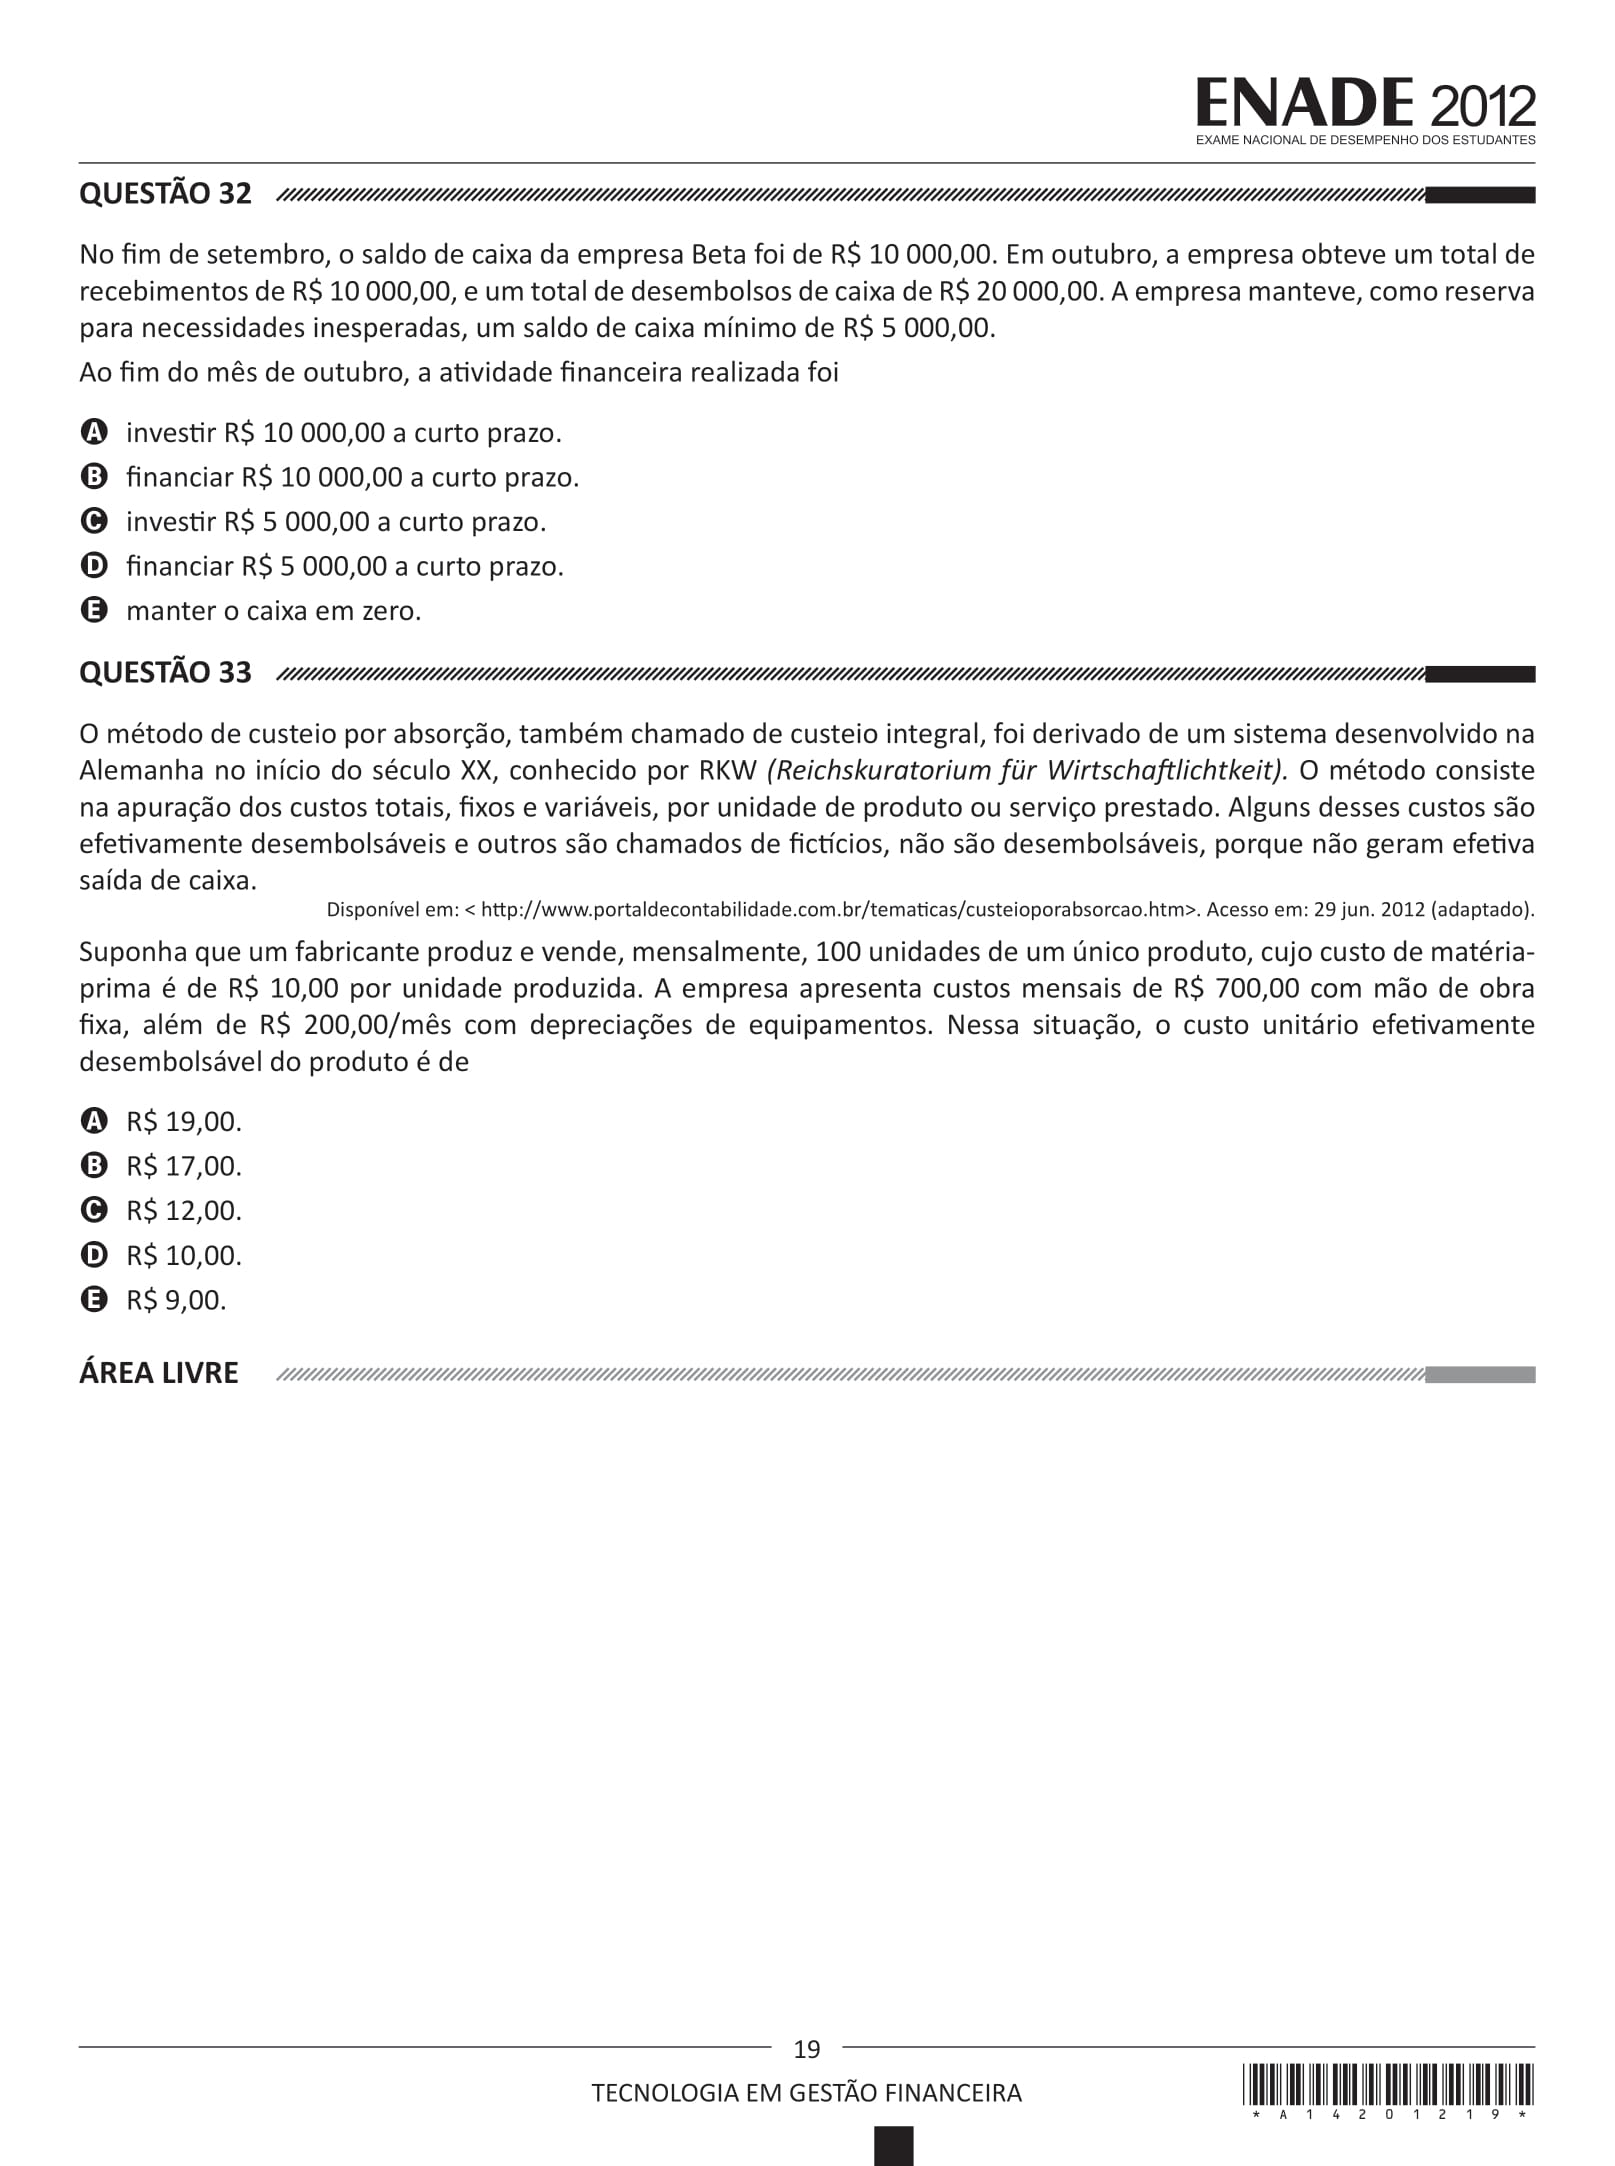 ENADE 2012
EXAME NACIONAL DE DESEMPENHO DOS ESTUDANTES
QUESTÃO 32
No fim de setembro, o saldo de caixa da empresa Beta foi de R$ 10 000,00. Em outubro, a empresa obteve um total de
recebimentos de R$ 10 000,00, e um total de desembolsos de caixa de R$ 20 000,00. A empresa manteve, como reserva
para necessidades inesperadas, um saldo de caixa mínimo de R$ 5 000,00.
Ao fim do mês de outubro, a atividade financeira realizada foi
A investir R$ 10 000,00 a curto prazo.
B financiar R$ 10 000,00 a curto prazo.
C investir R$ 5 000,00 a curto prazo.
D financiar R$ 5 000,00 a curto prazo.
E manter o caixa em zero.
QUESTÃO 33
O método de custeio por absorção, também chamado de custeio integral, foi derivado de um sistema desenvolvido na
Alemanha no início do século XX, conhecido por RKW (Reichskuratorium für Wirtschaftlichtkeit). O método consiste
na apuração dos custos totais, fixos e variáveis, por unidade de produto ou serviço prestado. Alguns desses custos são
efetivamente desembolsáveis e outros são chamados de fictícios, não são desembolsáveis, porque não geram efetiva
saída de caixa.
Disponível em: < http://www.portaldecontabilidade.com.br/tematicas/custeioporabsorcao.htm>. Acesso em: 29 jun. 2012 (adaptado).
Suponha que um fabricante produz e vende, mensalmente, 100 unidades de um único produto, cujo custo de matéria-
prima é de R$ 10,00 por unidade produzida. A empresa apresenta custos mensais de R$ 700,00 com mão de obra
fixa, além de R$ 200,00/mês com depreciações de equipamentos. Nessa situação, o custo unitário efetivamente
desembolsável do produto é de
A R$ 19,00.
B R$ 17,00.
C R$ 12,00.
D R$ 10,00.
E R$ 9,00.
ÁREA LIVRE
19
TECNOLOGIA EM GESTÃO FINANCEIRA
* A 1 4 2 0 1 2 1 9 *